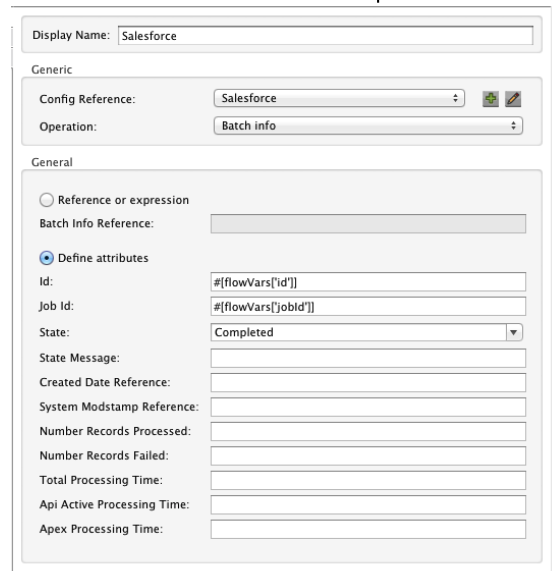 Display Name: Salesforce
Generic
Config Reference: Salesforce
Operation: Batch info
General
Reference or expression
Batch Info Reference:
Define attributes
Id: #[flowVars['id']]
Job Id: #[flowVars['jobId']]
State: Completed
State Message:
Created Date Reference:
System Modstamp Reference:
Number Records Processed:
Number Records Failed:
Total Processing Time:
Api Active Processing Time:
Apex Processing Time: